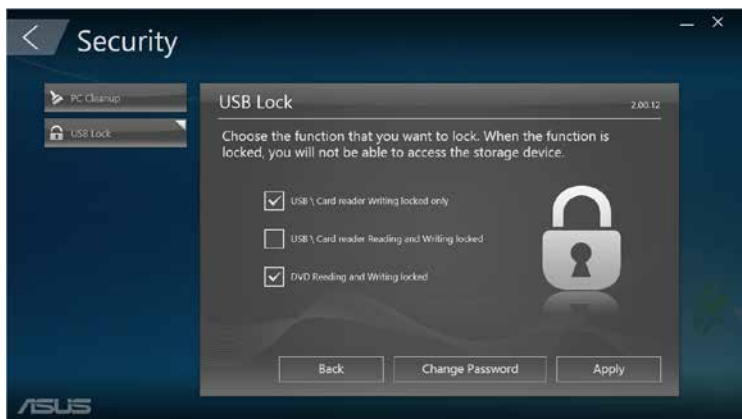 Security
PC Cleanup
USB Lock
USB Lock
2.00.12
Choose the function that you want to lock. When the function is
locked, you will not be able to access the storage device.
USB \ Card reader Writing locked only
USB \ Card reader Reading and Writing locked
DVD Reeding and Writing locked
Back
Change Password
Apply
ASUS